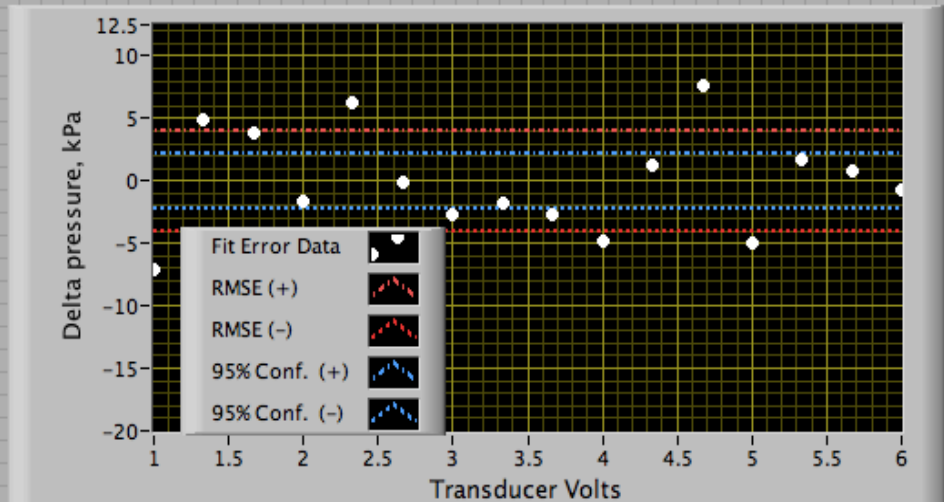 12.5
10
5
0
-5
-10
-15
-20
Delta pressure, kPa
Fit Error Data
RMSE (+)
RMSE (-)
95% Conf. (+)
95% Conf. (-)
1 1.5 2 2.5 3 3.5 4 4.5 5 5.5 6
Transducer Volts